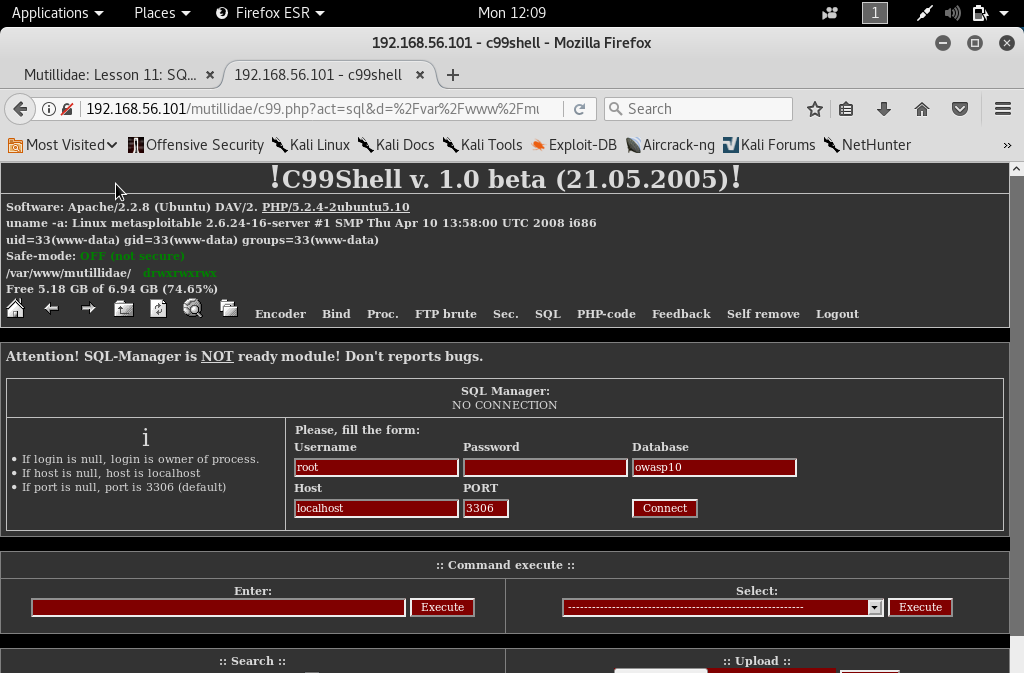 Applications Places Firefox ESR Mon 12:09 1
192.168.56.101 - c99shell - Mozilla Firefox
Mutillidae: Lesson 11: SQ... 192.168.56.101 - c99shell
192.168.56.101/mutillidae/c99.php?act=sql&d=%2Fvar%2Fwww%2Fmu Search
Most Visited Offensive Security Kali Linux Kali Docs Kali Tools Exploit-DB Aircrack-ng Kali Forums NetHunter »
!C99Shell v. 1.0 beta (21.05.2005)!
Software: Apache/2.2.8 (Ubuntu) DAV/2. PHP/5.2.4-2ubuntu5.10
uname -a: Linux metasploitable 2.6.24-16-server #1 SMP Thu Apr 10 13:58:00 UTC 2008 i686
uid=33(www-data) gid=33(www-data) groups=33(www-data)
Safe-mode: OFF (not secure)
/var/www/mutillidae/ drwxrwxrwx
Free 5.18 GB of 6.94 GB (74.65%)
Encoder Bind Proc. FTP brute Sec. SQL PHP-code Feedback Self remove Logout
Attention! SQL-Manager is NOT ready module! Don't reports bugs.
SQL Manager:
NO CONNECTION
i
• If login is null, login is owner of process.
• If host is null, host is localhost
• If port is null, port is 3306 (default)
Please, fill the form:
Username Password Database
root owasp10
Host PORT
localhost 3306 Connect
:: Command execute ::
Enter: Select:
Execute ----------------------------------------------------------- Execute
:: Search :: :: Upload ::